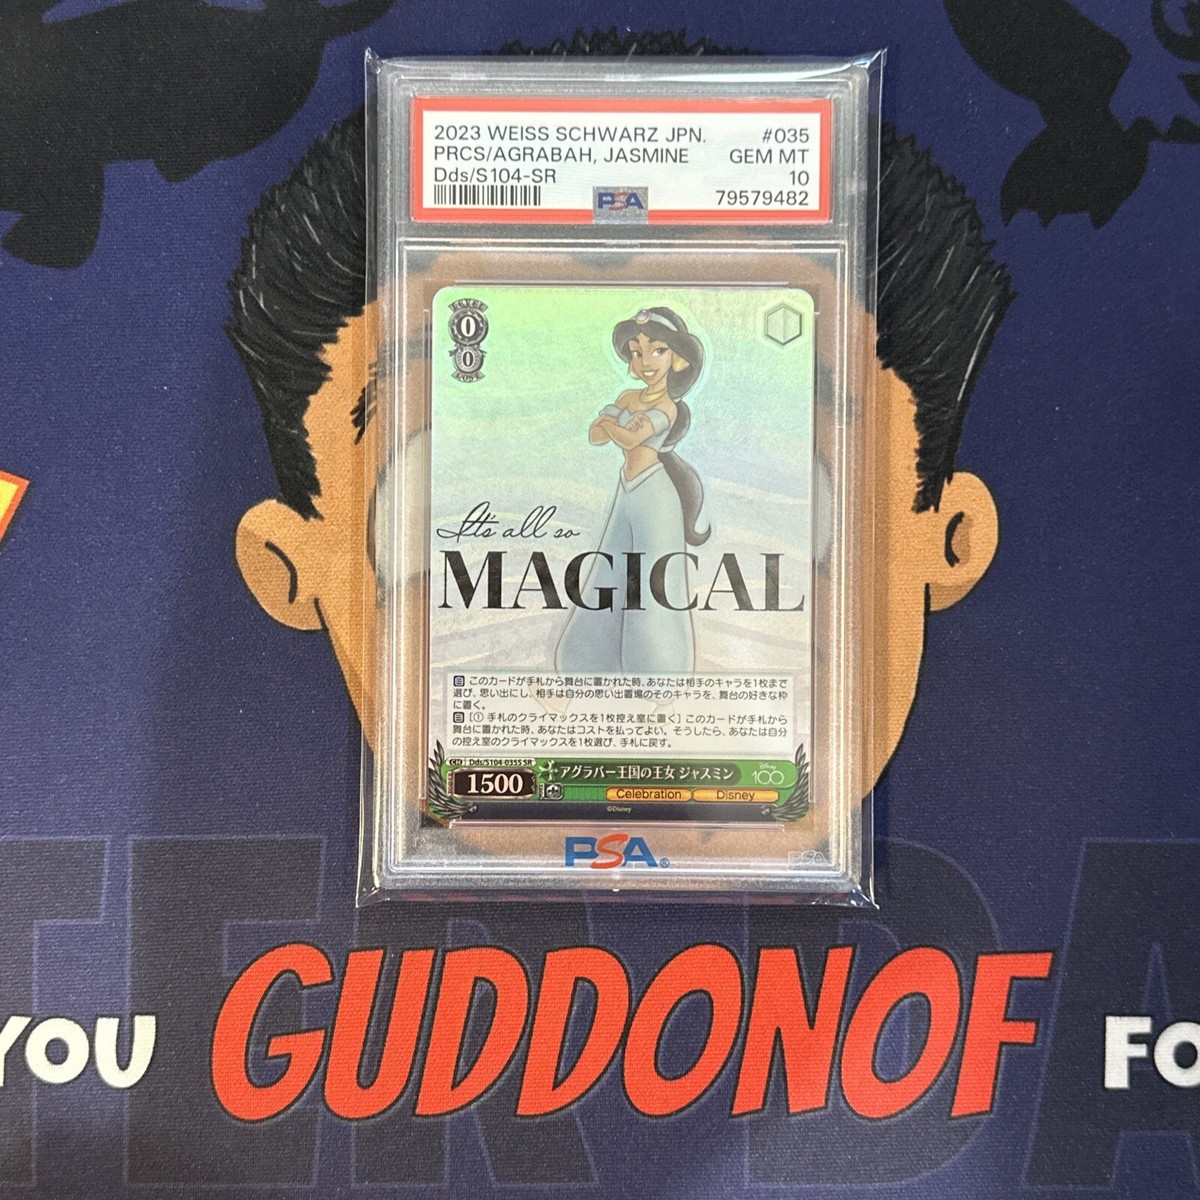 2023 WEISS SCHWARZ JPN. #035
PRCS/AGRABAH, JASMINE GEM MT
Dds/S104-SR 10
PSA 79579482
0
0
It's all so
MAGICAL
このカードが手札から舞台に置かれた時、あなたは相手のキャラを1枚まで
選び、思い出にし、相手は自分の思い出置場のそのキャラを、舞台の好きな枠
に置く。
[① 手札のクライマックスを1枚控え室に置く] このカードが手札から
舞台に置かれた時、あなたはコストを払ってよい。そうしたら、あなたは自分
の控え室のクライマックスを1枚選び、手札に戻す。
CH Dds/S104-035S SR
1500 アグラバー王国の王女 ジャスミン Disney 100
Celebration Disney
©Disney
PSA
YOU GUDDONOF FO